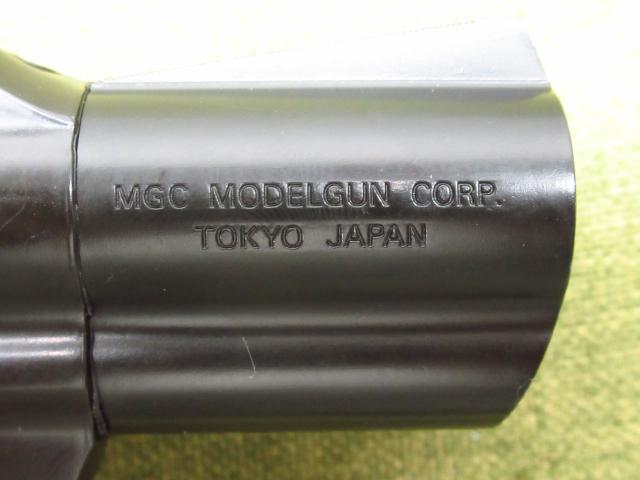 MGC MODELGUN CORP.
TOKYO JAPAN